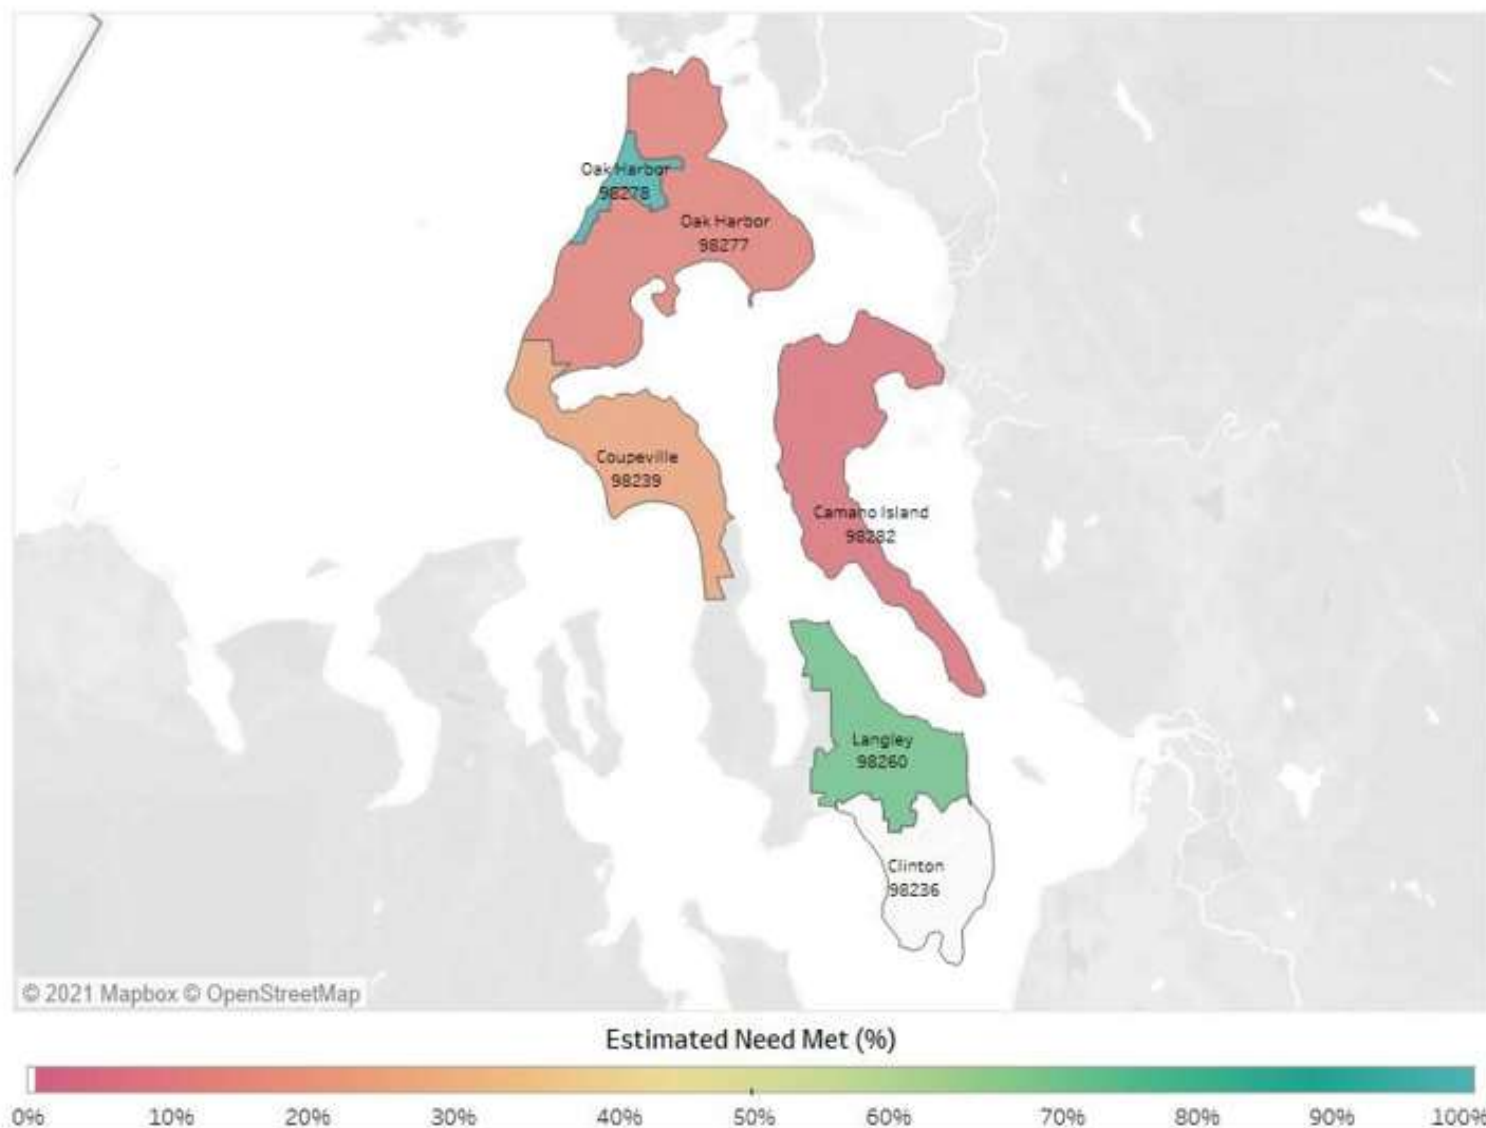 Oak Harbor
98278
Oak Harbor
98277
Coupeville
98239
Camano Island
98282
Langley
98260
Clinton
98236
© 2021 Mapbox © OpenStreetMap
Estimated Need Met (%)
0% 10% 20% 30% 40% 50% 60% 70% 80% 90% 100%